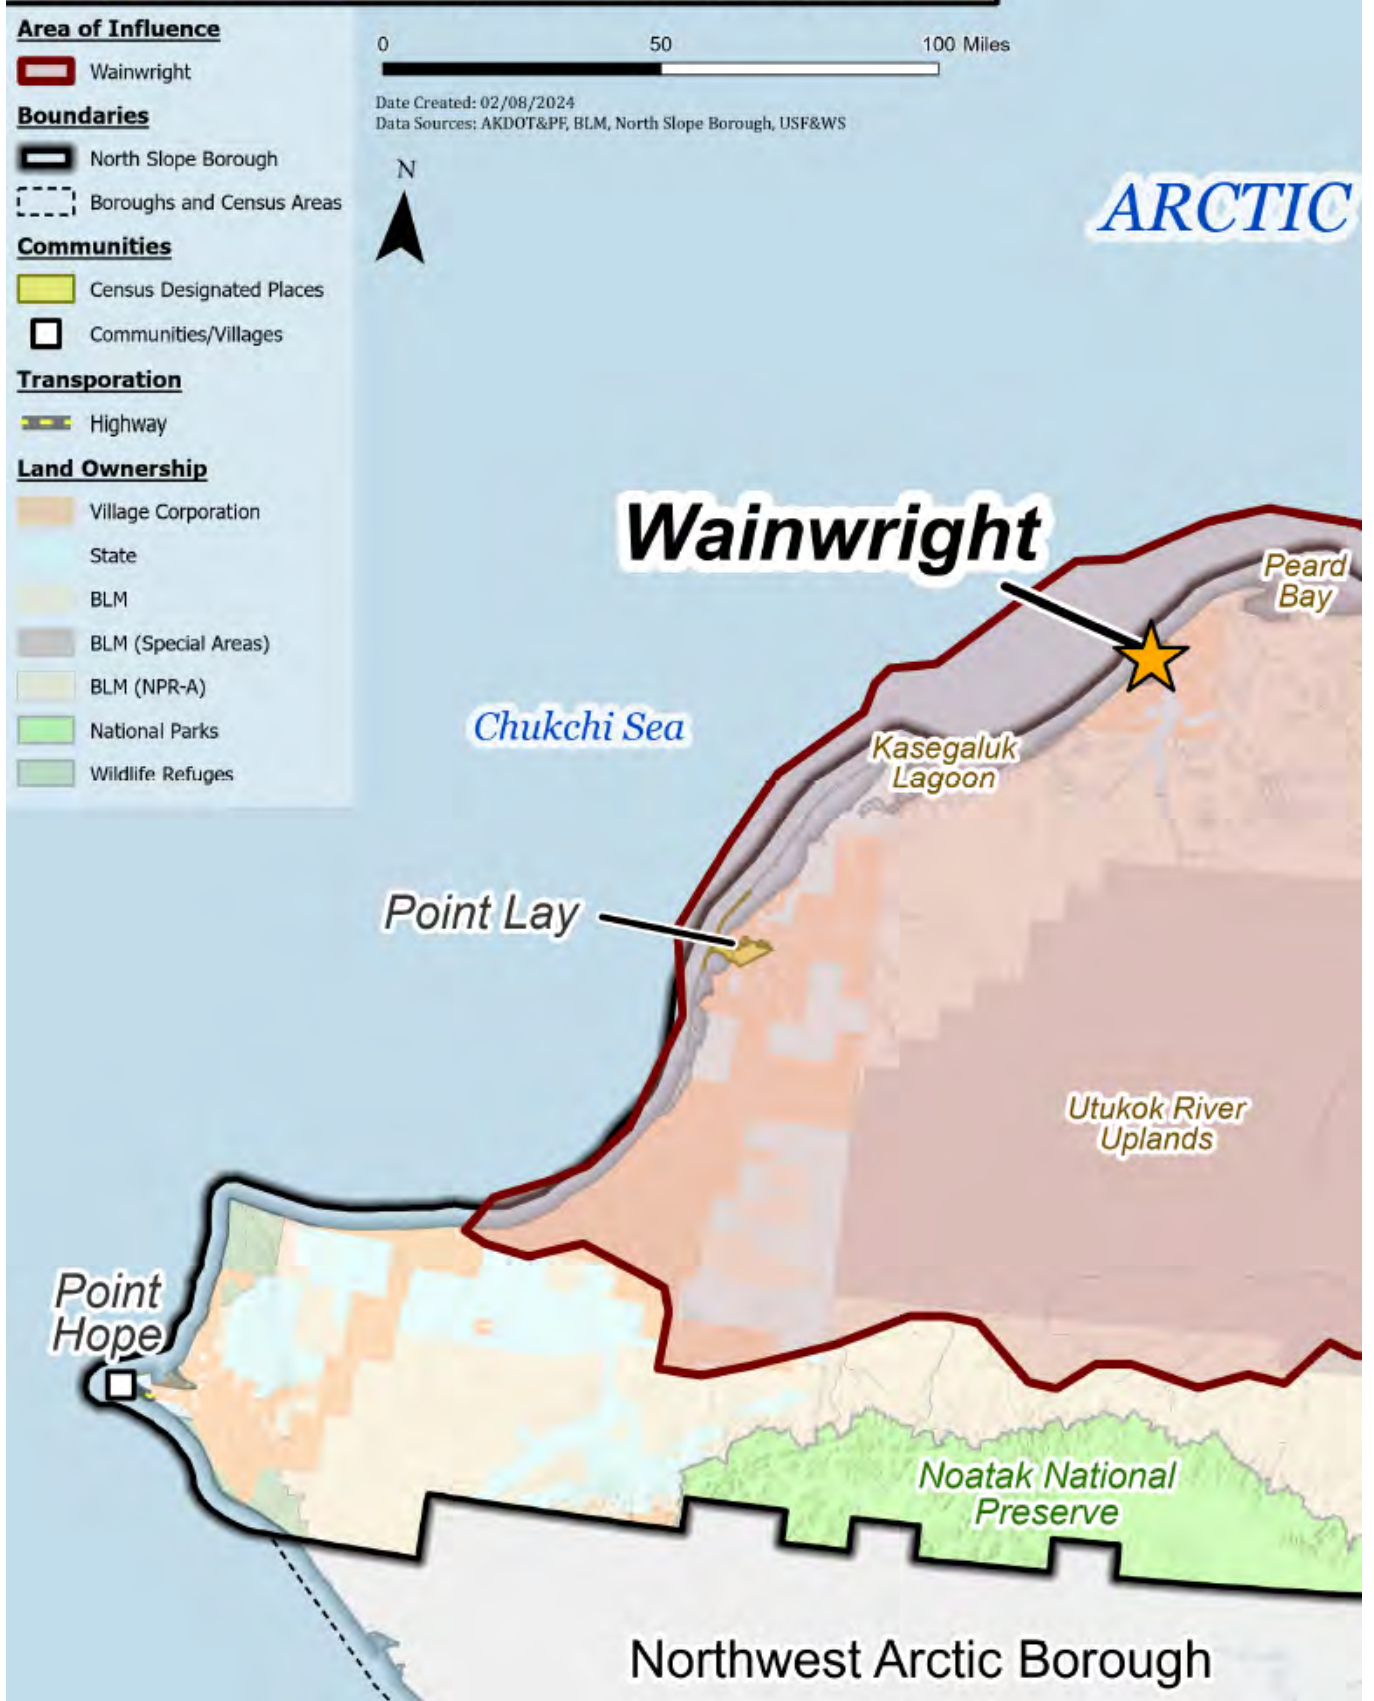 Area of Influence
Wainwright
Boundaries
North Slope Borough
Boroughs and Census Areas
Communities
Census Designated Places
Communities/Villages
Transporation
Highway
Land Ownership
Village Corporation
State
BLM
BLM (Special Areas)
BLM (NPR-A)
National Parks
Wildlife Refuges
0 50 100 Miles
Date Created: 02/08/2024
Data Sources: AKDOT&PF, BLM, North Slope Borough, USF&WS
N
ARCTIC
Wainwright
Peard
Bay
Chukchi Sea
Kasegaluk
Lagoon
Point Lay
Utukok River
Uplands
Point
Hope
Noatak National
Preserve
Northwest Arctic Borough